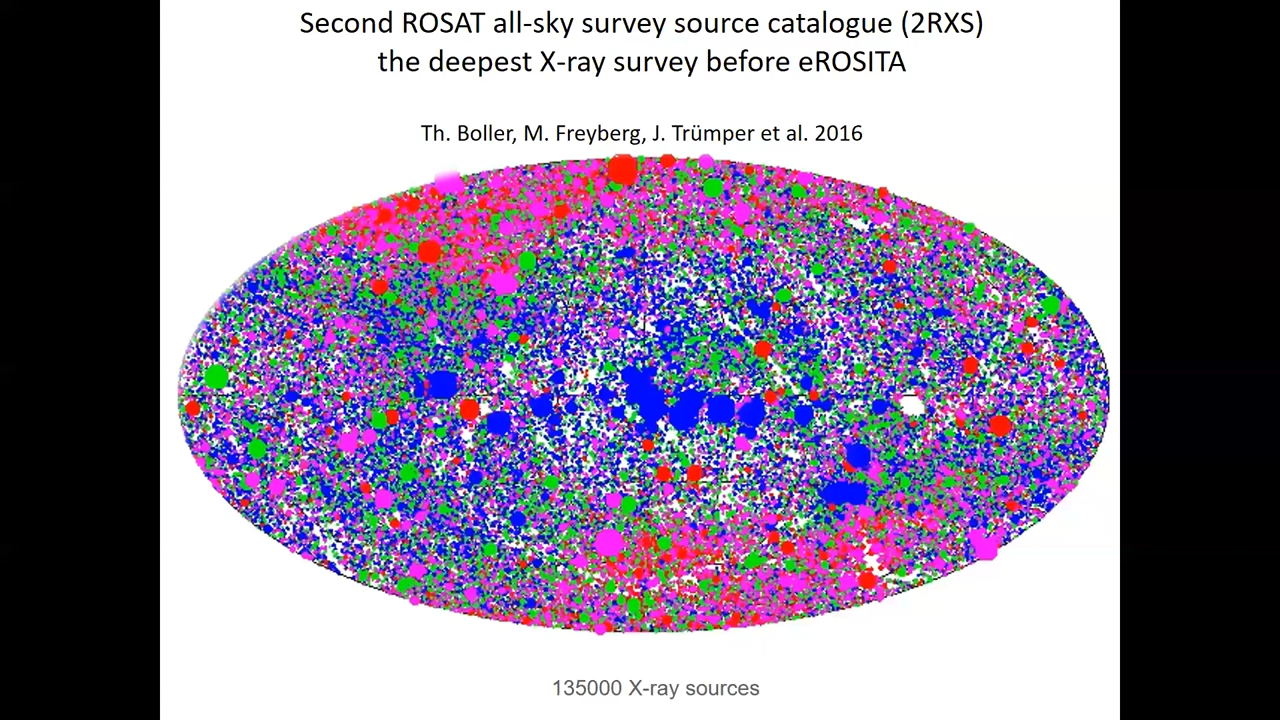 Second ROSAT all-sky survey source catalogue (2RXS)
the deepest X-ray survey before eROSITA
Th. Boller, M. Freyberg, J. Trümper et al. 2016
135000 X-ray sources